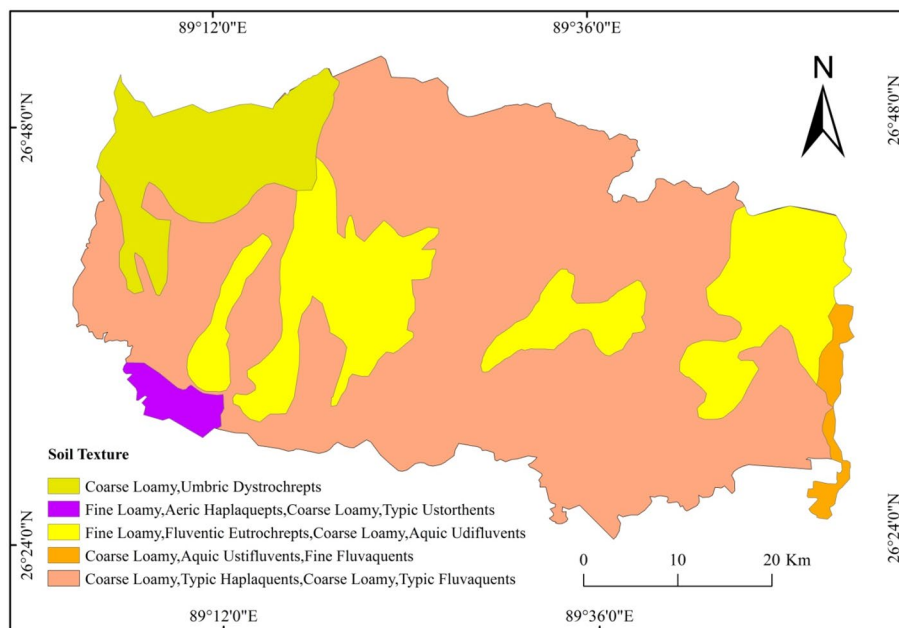 89°12'0"E 89°36'0"E
26°48'0"N
26°48'0"N
N
Soil Texture
Coarse Loamy,Umbric Dystrochrepts
Fine Loamy,Aeric Haplaquepts,Coarse Loamy,Typic Ustorthents
Fine Loamy,Fluventic Eutrochrepts,Coarse Loamy,Aquic Udifluvents
Coarse Loamy,Aquic Ustifluvents,Fine Fluvaquents
Coarse Loamy,Typic Haplaquents,Coarse Loamy,Typic Fluvaquents
0 10 20 Km
26°24'0"N
26°24'0"N
89°12'0"E 89°36'0"E